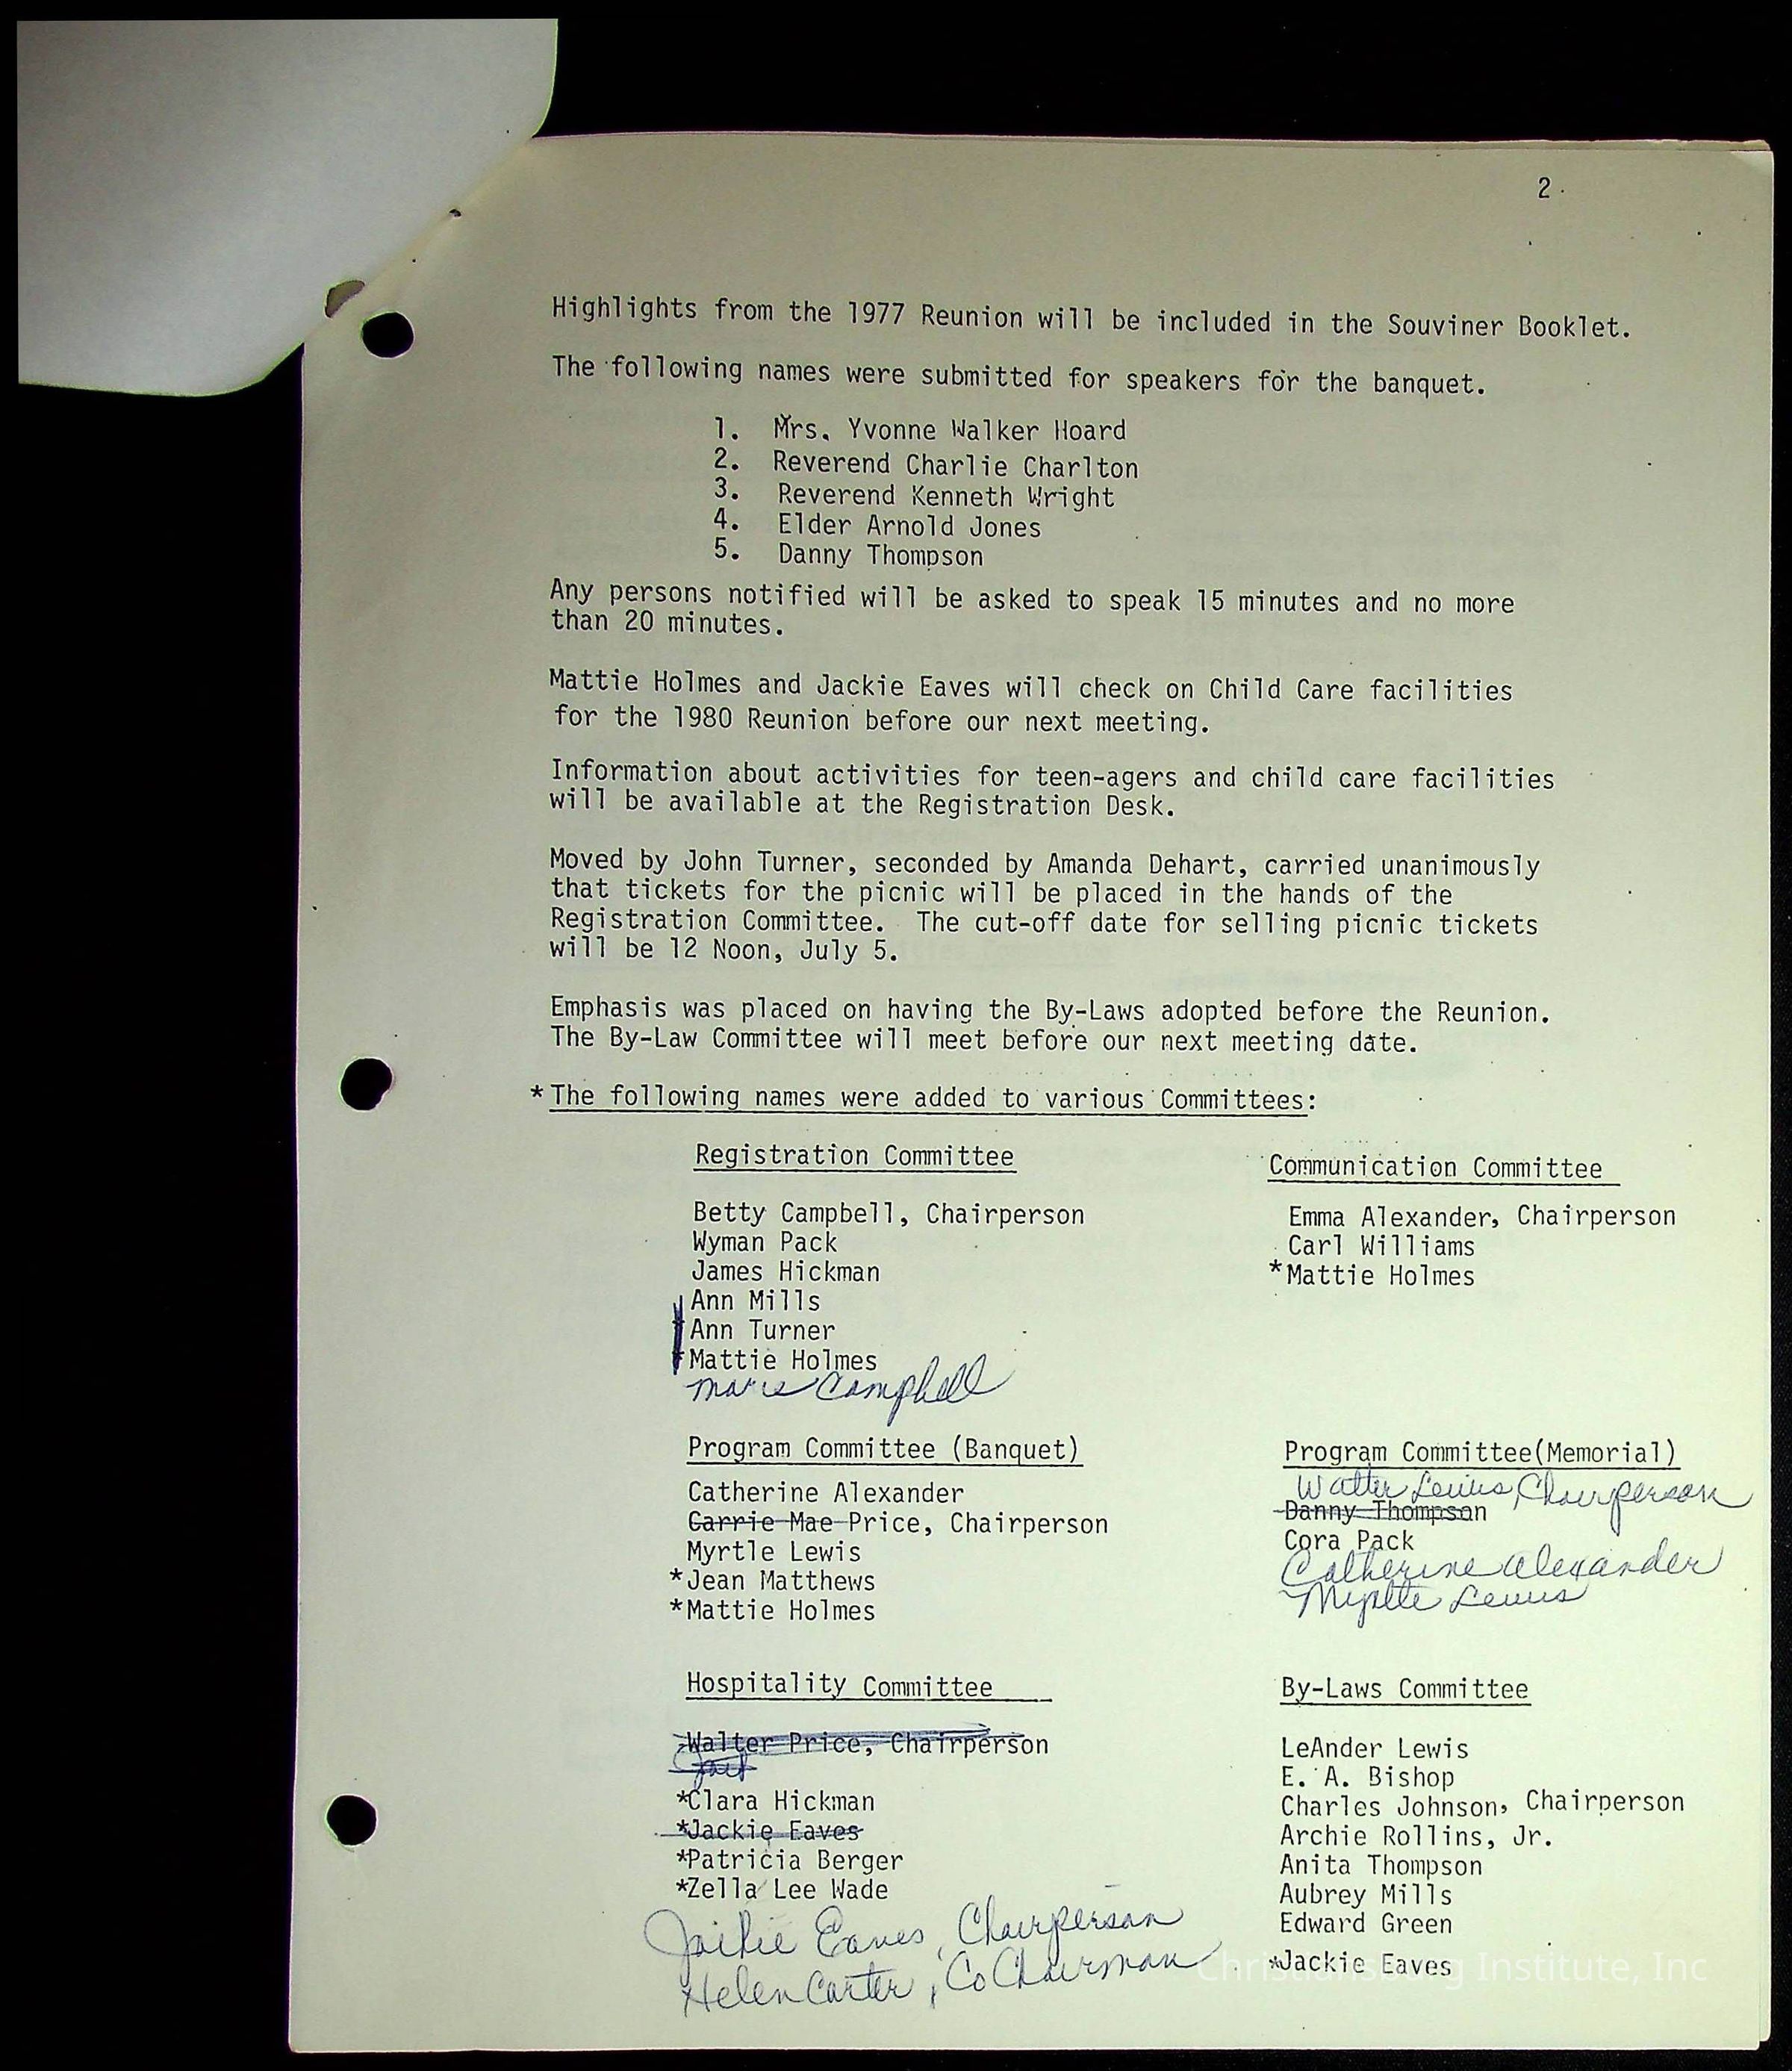 2.
Highlights from the 1977 Reunion will be included in the Souviner Booklet.
The following names were submitted for speakers for the banquet.
1. Mrs. Yvonne Walker Hoard
2. Reverend Charlie Charlton
3. Reverend Kenneth Wright
4. Elder Arnold Jones
5. Danny Thompson
Any persons notified will be asked to speak 15 minutes and no more
than 20 minutes.
Mattie Holmes and Jackie Eaves will check on Child Care facilities
for the 1980 Reunion before our next meeting.
Information about activities for teen-agers and child care facilities
will be available at the Registration Desk.
Moved by John Turner, seconded by Amanda Dehart, carried unanimously
that tickets for the picnic will be placed in the hands of the
Registration Committee. The cut-off date for selling picnic tickets
will be 12 Noon, July 5.
Emphasis was placed on having the By-Laws adopted before the Reunion.
The By-Law Committee will meet before our next meeting date.
*The following names were added to various Committees:
Registration Committee
Betty Campbell, Chairperson
Wyman Pack
James Hickman
Ann Mills
*Ann Turner
*Mattie Holmes
Campbell
Communication Committee
Emma Alexander, Chairperson
Carl Williams
*Mattie Holmes
Program Committee (Banquet)
Catherine Alexander
Carrie Mae Price, Chairperson
Myrtle Lewis
*Jean Matthews
*Mattie Holmes
Program Committee(Memorial)
Walter Lewis, Chairperson
Danny Thompson
Cora Pack
Catherine Alexander
Myrtle Lewis
Hospitality Committee
Walter Price, Chairperson
*Clara Hickman
*Jackie Eaves
*Patricia Berger
*Zella Lee Wade
Jackie Eaves, Chairperson
Helen Carter, Co Chairman
By-Laws Committee
LeAnder Lewis
E. A. Bishop
Charles Johnson, Chairperson
Archie Rollins, Jr.
Anita Thompson
Aubrey Mills
Edward Green
*Jackie Eaves
Christiansburg Institute, Inc